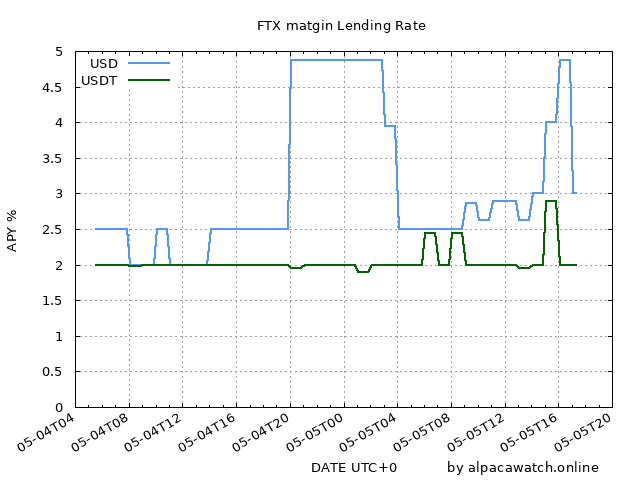 FTX matgin Lending Rate
USD
USDT
5
4.5
4
3.5
3
2.5
2
1.5
1
0.5
0
APY %
05-04T04
05-04T08
05-04T12
05-04T16
05-04T20
05-05T00
05-05T04
05-05T08
05-05T12
05-05T16
05-05T20
DATE UTC+0
by alpacawatch.online